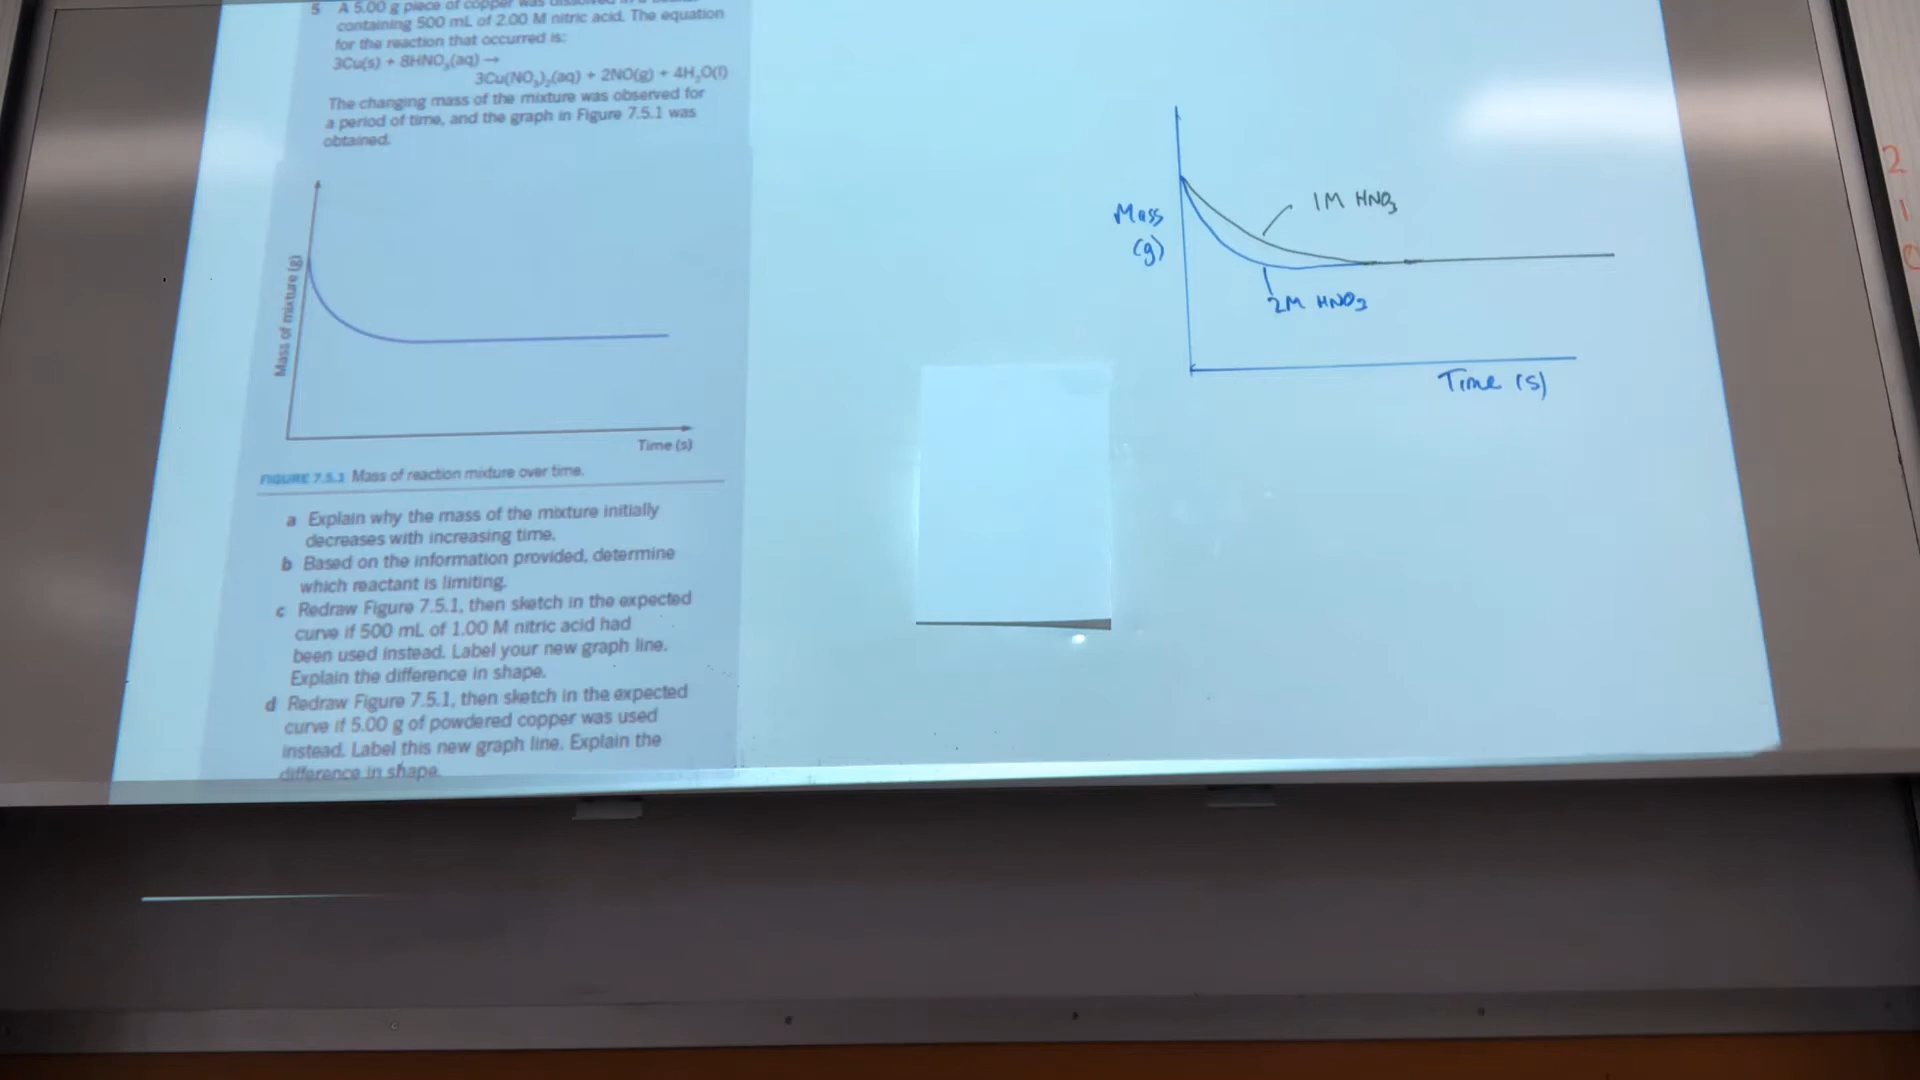 5 A 5.00 g piece of copper was dissolved in a
containing 500 mL of 2.00 M nitric acid. The equation
for the reaction that occurred is:
3Cu(s) + 8HNO₃(aq) →
3Cu(NO₃)₂(aq) + 2NO(g) + 4H₂O(l)
The changing mass of the mixture was observed for
a period of time, and the graph in Figure 7.5.1 was
obtained.
Mass of mixture (g)
Time (s)
FIGURE 7.5.1 Mass of reaction mixture over time.
a Explain why the mass of the mixture initially
decreases with increasing time.
b Based on the information provided, determine
which reactant is limiting.
c Redraw Figure 7.5.1, then sketch in the expected
curve if 500 mL of 1.00 M nitric acid had
been used instead. Label your new graph line.
Explain the difference in shape.
d Redraw Figure 7.5.1, then sketch in the expected
curve if 5.00 g of powdered copper was used
instead. Label this new graph line. Explain the
difference in shape.
Mass
(g)
1M HNO₃
2M HNO₃
Time (s)
2
1
0